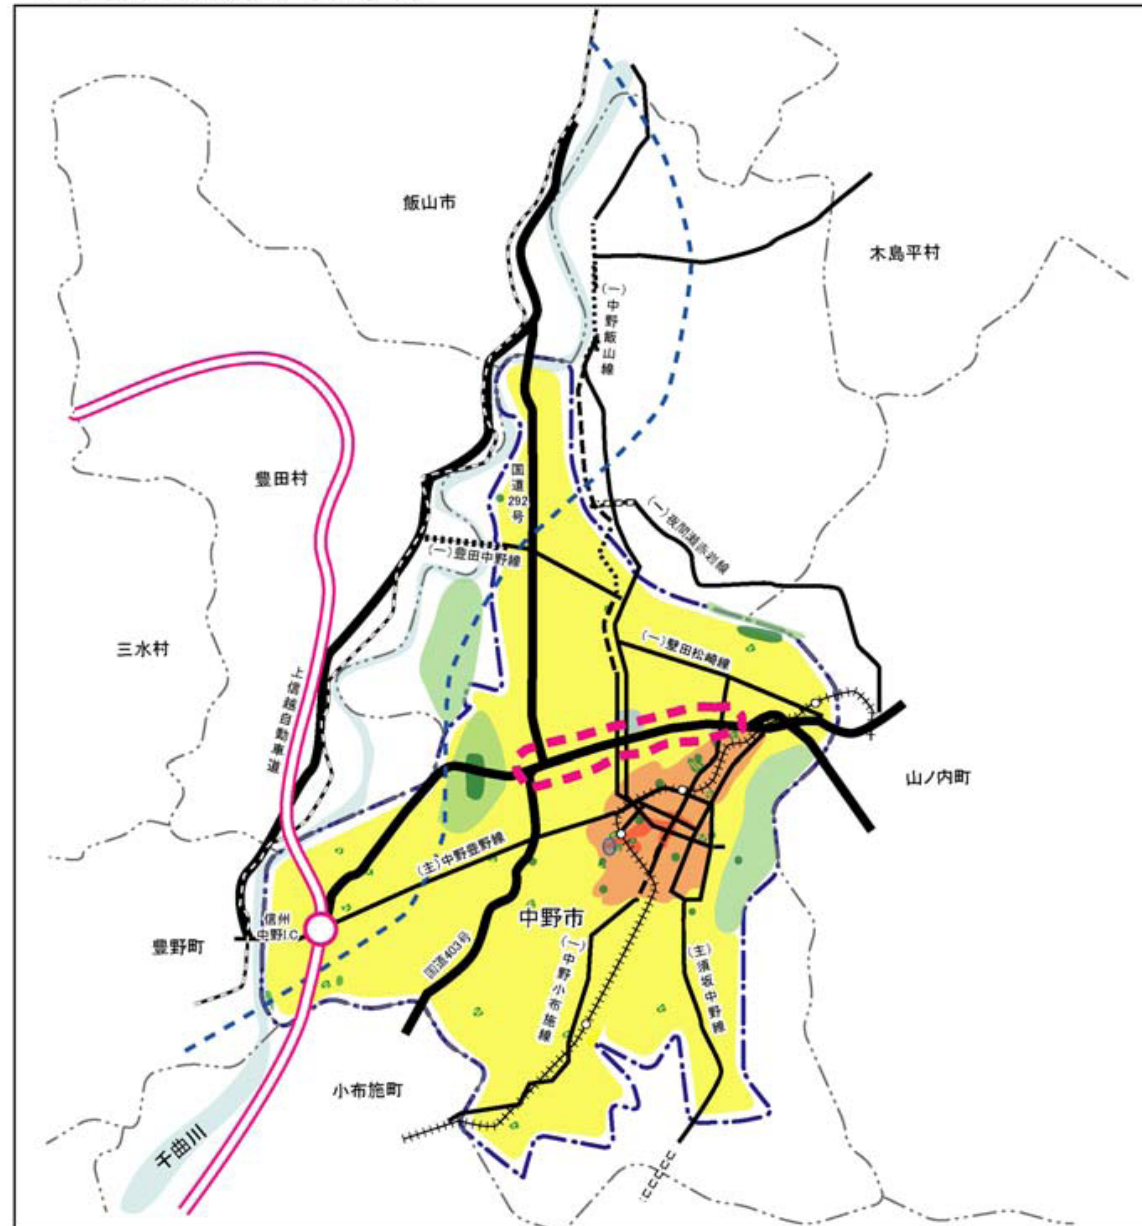 飯山市
木島平村
(一)中野飯山線
豊田村
国道292号
(一)夜間瀬赤岩線
(一)豊田中野線
三水村
(一)壁田松崎線
上信越自動車道
山ノ内町
(主)中野豊野線
信州
中野I.C
中野市
豊野町
国道403号
(一)中野小布施線
(主)須坂中野線
小布施町
千曲川